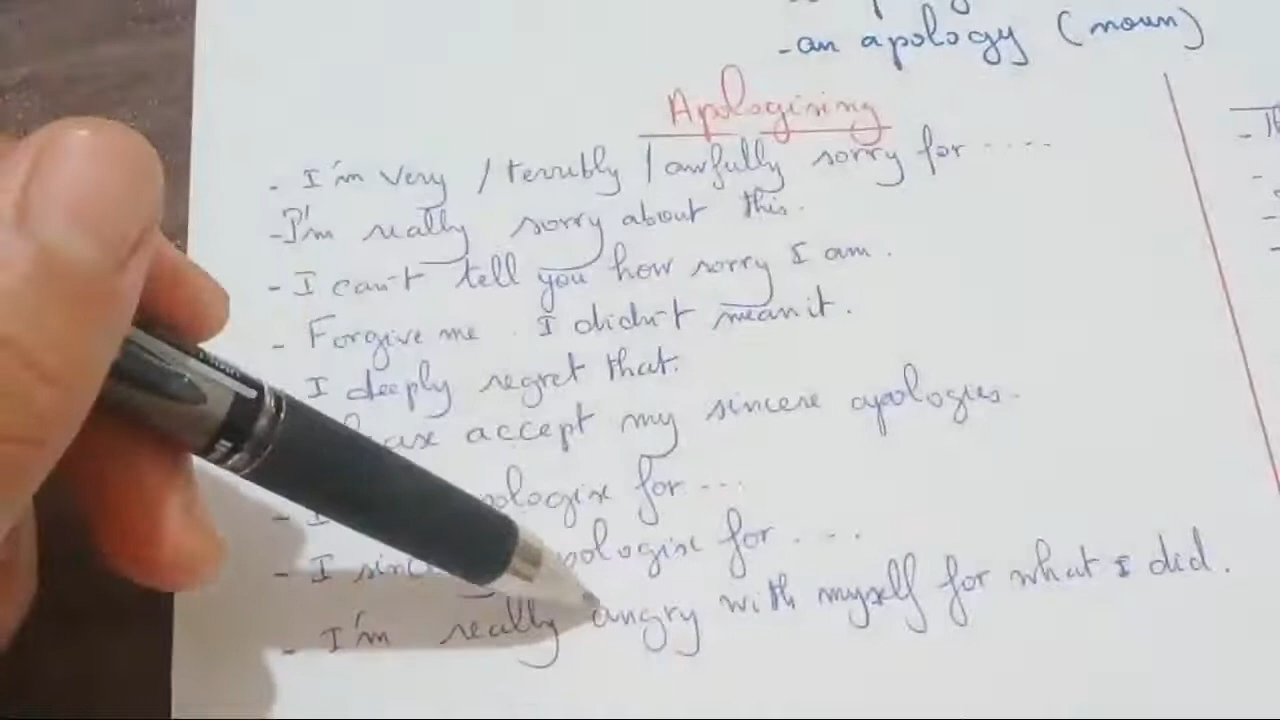 - an apology (noun)
Apologising
- I'm very / terribly / awfully sorry for ....
- I'm really sorry about this.
- I can't tell you how sorry I am.
- Forgive me. I didn't mean it.
I deeply regret that.
accept my sincere apologies.
- I for ...
- I for ....
- I'm really angry with myself for what I did.